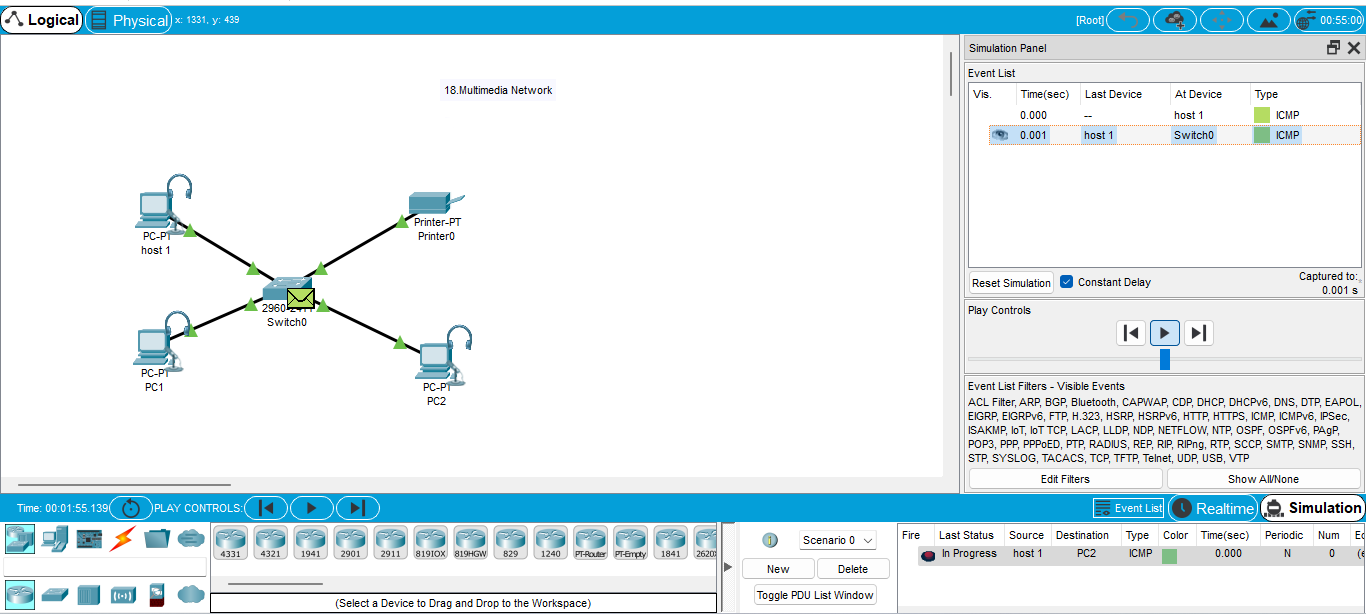 Logical Physical x: 1331, y: 439 [Root] 00:55:00
18.Multimedia Network
PC-PT
host 1
Printer-PT
Printer0
Switch0
PC-PT
PC1
PC-PT
PC2
Simulation Panel
Event List
Vis. Time(sec) Last Device At Device Type
0.000 -- host 1 ICMP
0.001 host 1 Switch0 ICMP
Reset Simulation Constant Delay Captured to:
0.001 s
Play Controls
Event List Filters - Visible Events
ACL Filter, ARP, BGP, Bluetooth, CAPWAP, CDP, DHCP, DHCPv6, DNS, DTP, EAPOL,
EIGRP, EIGRPv6, FTP, H.323, HSRP, HSRPv6, HTTP, HTTPS, ICMP, ICMPv6, IPSec,
ISAKMP, IoT, IoT TCP, LACP, LLDP, NDP, NETFLOW, NTP, OSPF, OSPFv6, PAgP,
POP3, PPP, PPPoED, PTP, RADIUS, REP, RIP, RIPng, RTP, SCCP, SMTP, SNMP, SSH,
STP, SYSLOG, TACACS, TCP, TFTP, Telnet, UDP, USB, VTP
Edit Filters Show All/None
Time: 00:01:55.139 PLAY CONTROLS: Event List Realtime Simulation
4331 4321 1941 2901 2911 819IOX 819HGW 829 1240 PT-Router PT-Empty 1841 2620X
(Select a Device to Drag and Drop to the Workspace)
Scenario 0
New Delete
Toggle PDU List Window
Fire Last Status Source Destination Type Color Time(sec) Periodic Num Ec
In Progress host 1 PC2 ICMP 0.000 N 0 (e